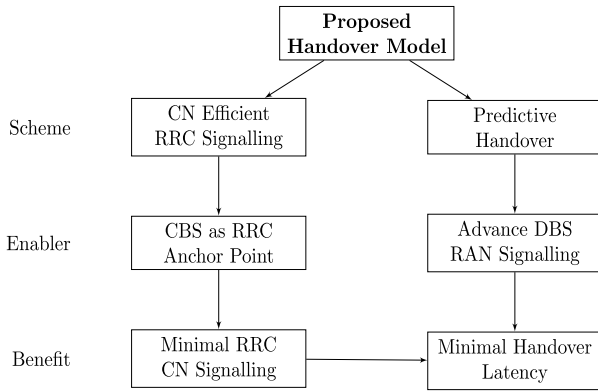 Proposed
Handover Model
Scheme
CN Efficient
RRC Signalling
Predictive
Handover
Enabler
CBS as RRC
Anchor Point
Advance DBS
RAN Signalling
Benefit
Minimal RRC
CN Signalling
Minimal Handover
Latency